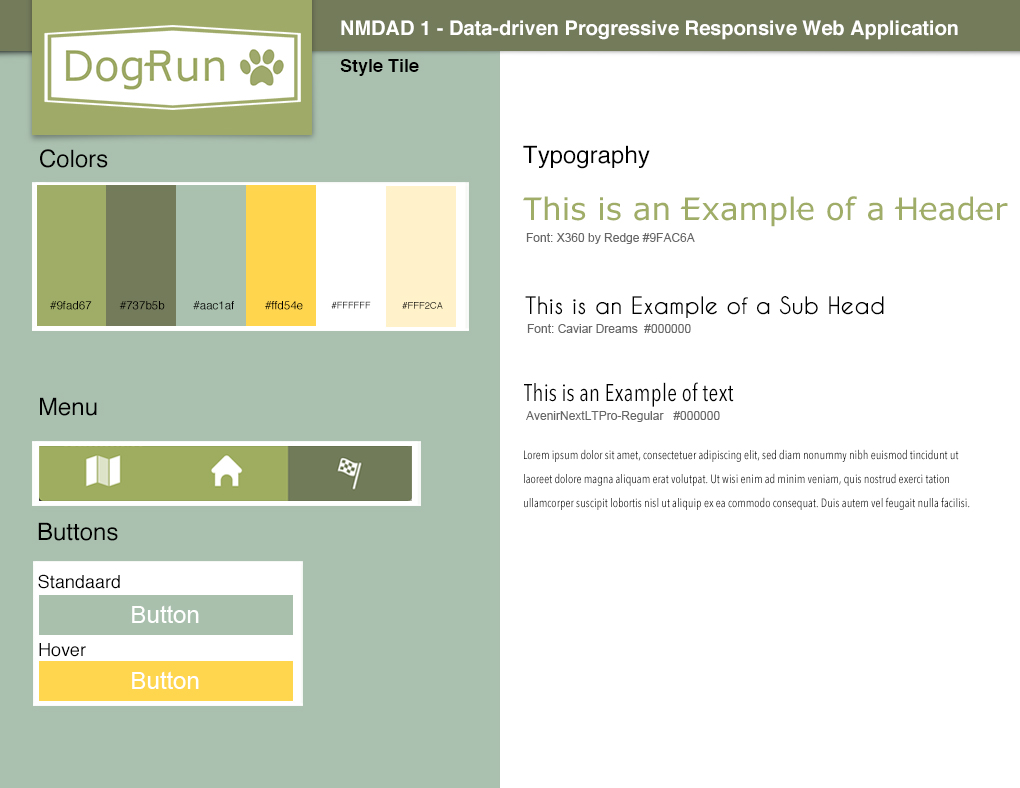 NMDAD 1 - Data-driven Progressive Responsive Web Application
DogRun
Style Tile
Colors
#9fad67 #737b5b #aac1af #ffd54e #FFFFFF #FFF2CA
Menu
Buttons
Standaard
Button
Hover
Button
Typography
This is an Example of a Header
Font: X360 by Redge #9FAC6A
This is an Example of a Sub Head
Font: Caviar Dreams #000000
This is an Example of text
AvenirNextLTPro-Regular #000000
Lorem ipsum dolor sit amet, consectetuer adipiscing elit, sed diam nonummy nibh euismod tincidunt ut
laoreet dolore magna aliquam erat volutpat. Ut wisi enim ad minim veniam, quis nostrud exerci tation
ullamcorper suscipit lobortis nisl ut aliquip ex ea commodo consequat. Duis autem vel feugait nulla facilisi.